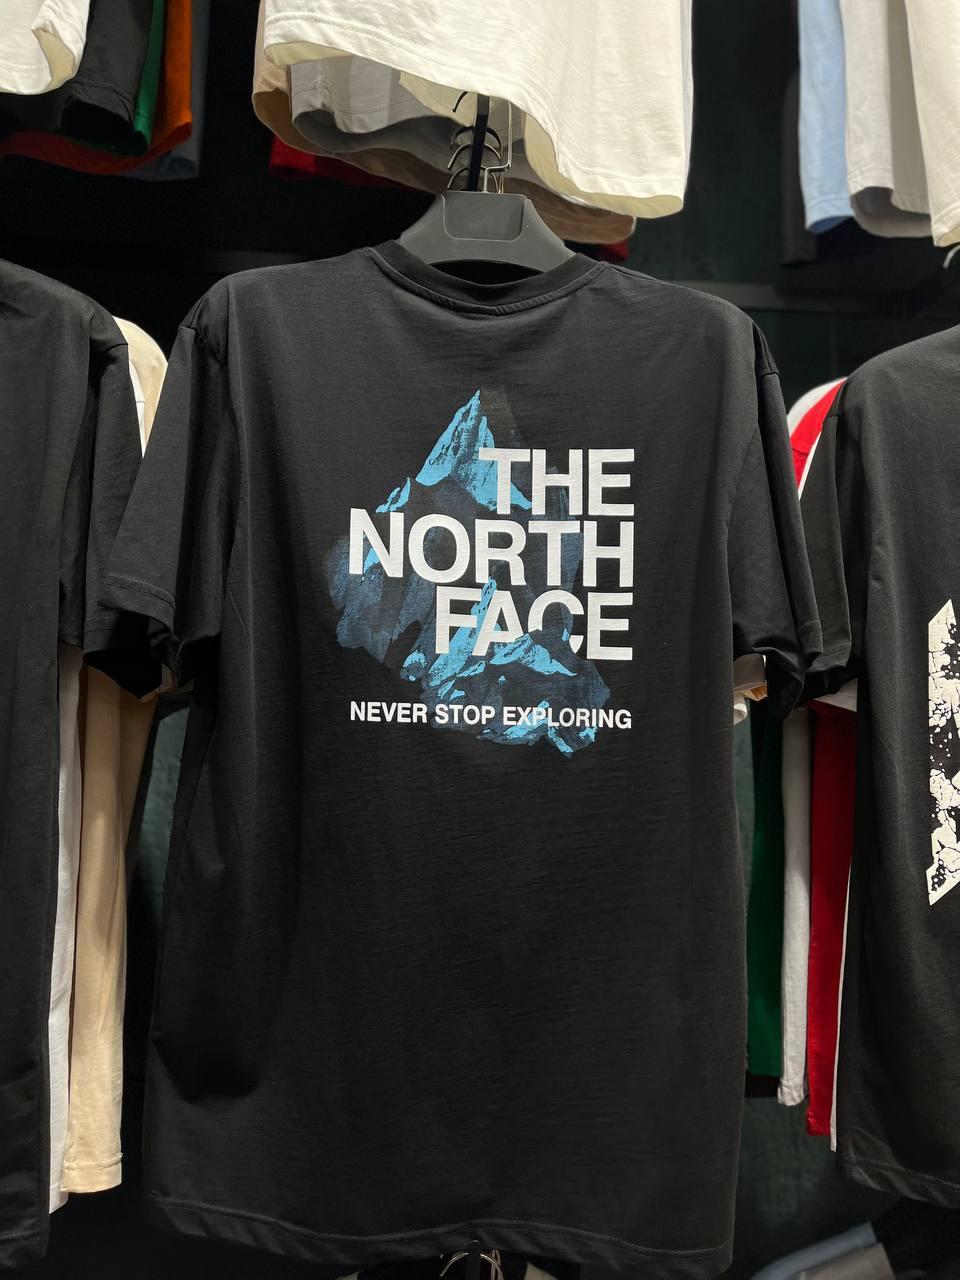 THE
NORTH
FACE
NEVER STOP EXPLORING